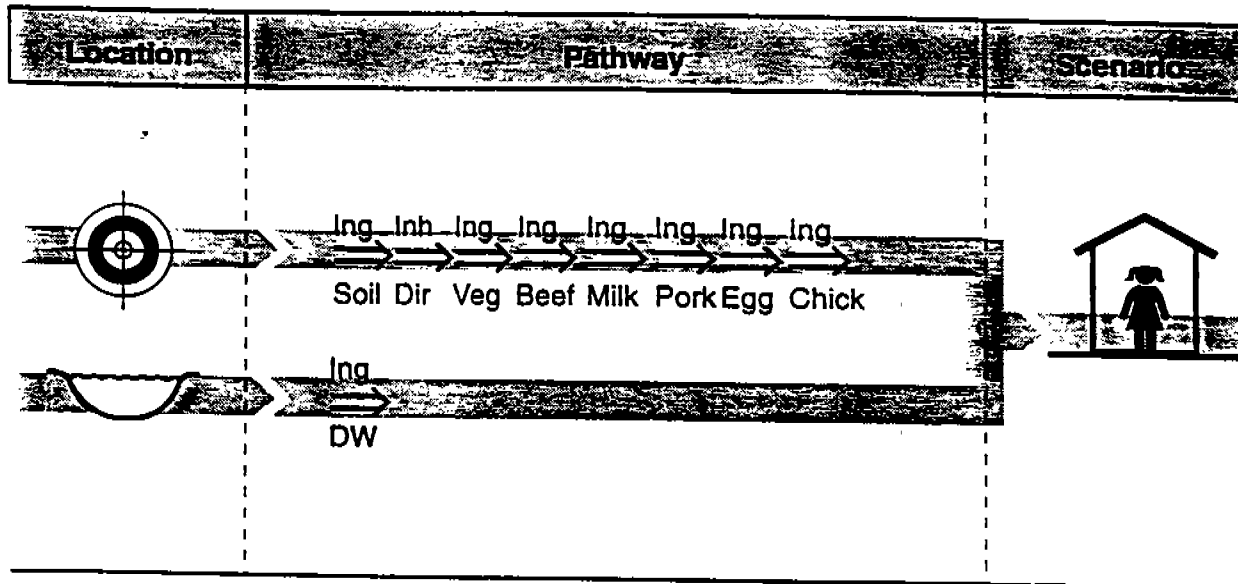 Location Pathway Scenario
Ing Inh Ing Ing Ing Ing Ing Ing
Soil Dir Veg Beef Milk Pork Egg Chick
Ing
DW